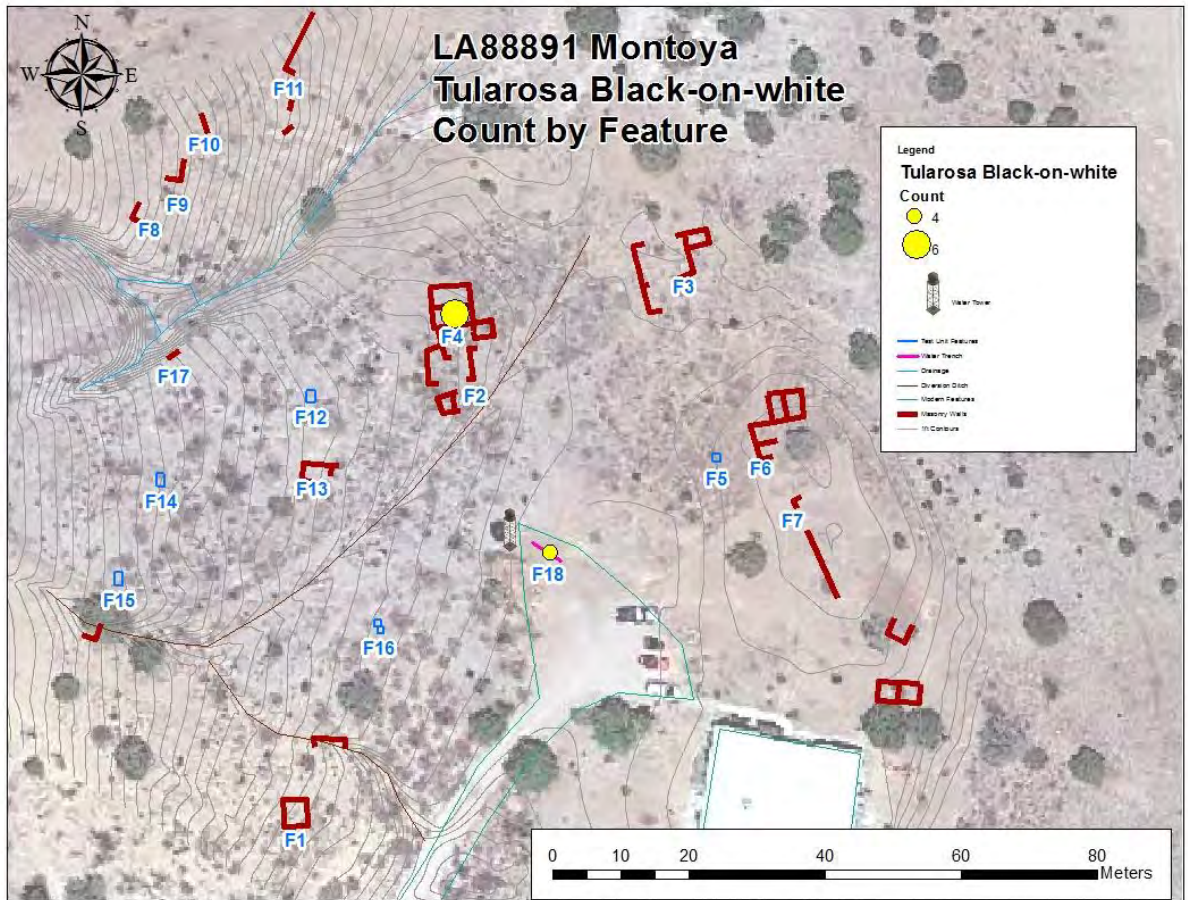 LA88891 Montoya
Tularosa Black-on-white
Count by Feature
N
W E
S
Legend
Tularosa Black-on-white
Count
4
6
Water Tower
Test Unit Features
Water Trench
Drainage
Diversion Ditch
Modern Features
Masonry Walls
1ft Contours
F11
F10
F9
F8
F3
F4
F17
F2
F12
F6
F5
F13
F14
F7
F18
F15
F16
F1
0 10 20 40 60 80
Meters